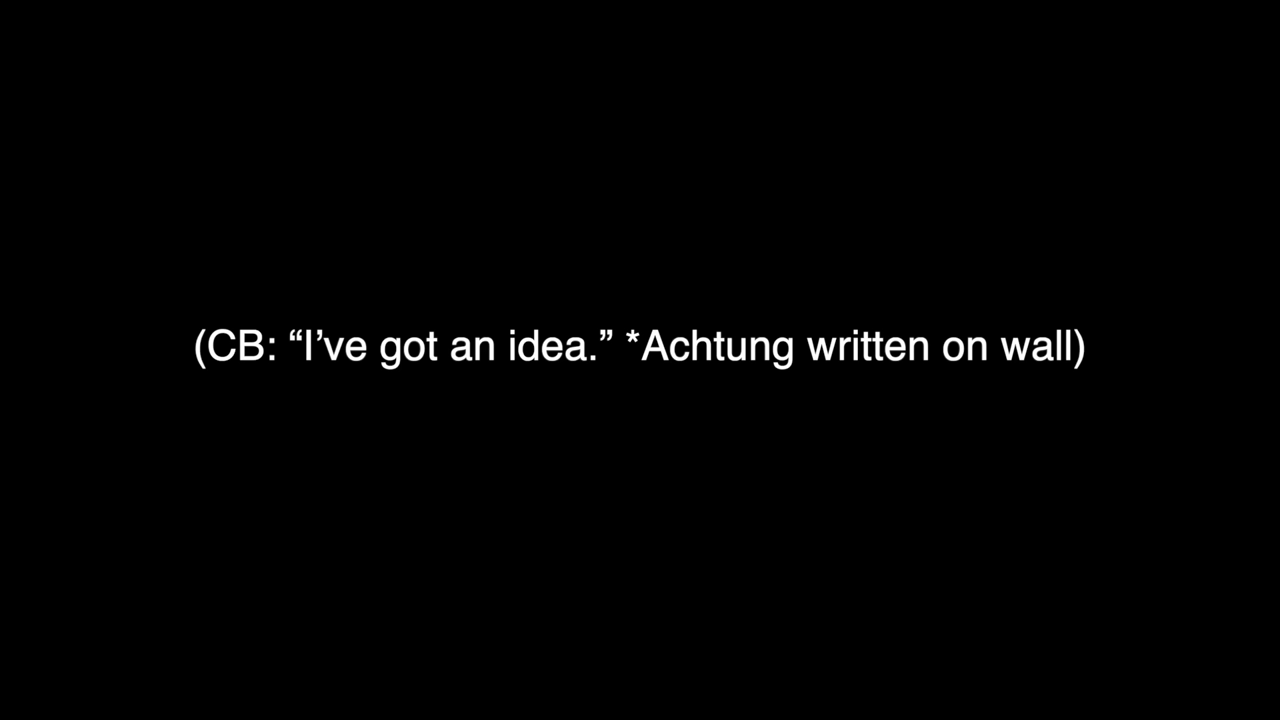 (CB: “I’ve got an idea.” *Achtung written on wall)